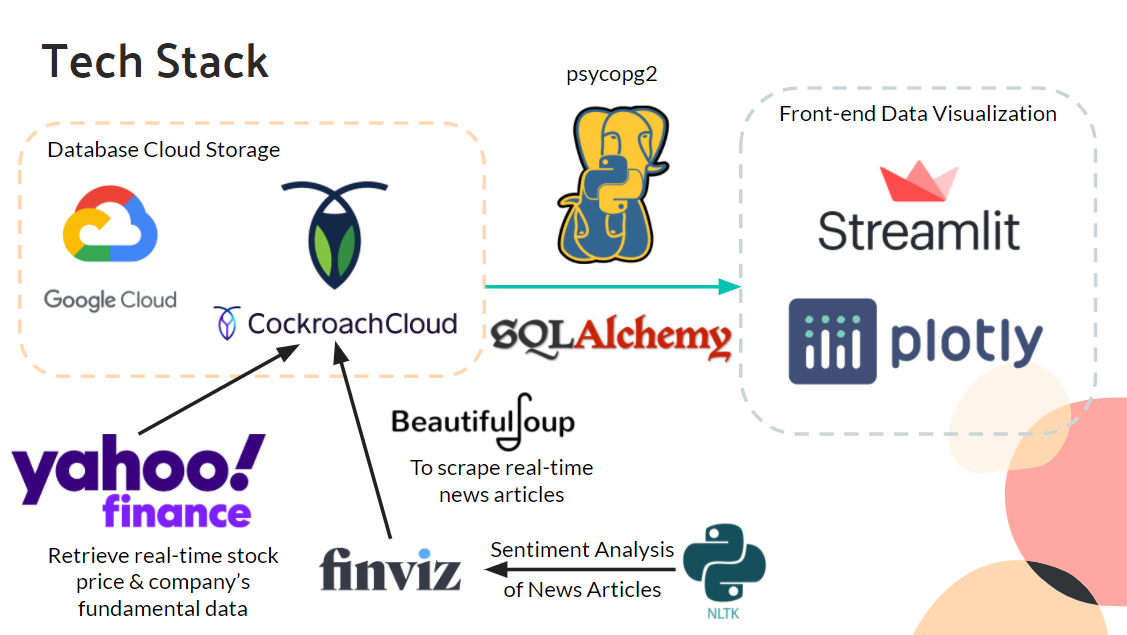 Tech Stack
psycopg2
Front-end Data Visualization
Database Cloud Storage
Streamlit
Google Cloud
CockroachCloud
SQLAlchemy
plotly
BeautifulSoup
To scrape real-time
news articles
yahoo!
finance
Retrieve real-time stock
price & company’s
fundamental data
finviz
Sentiment Analysis
of News Articles
NLTK